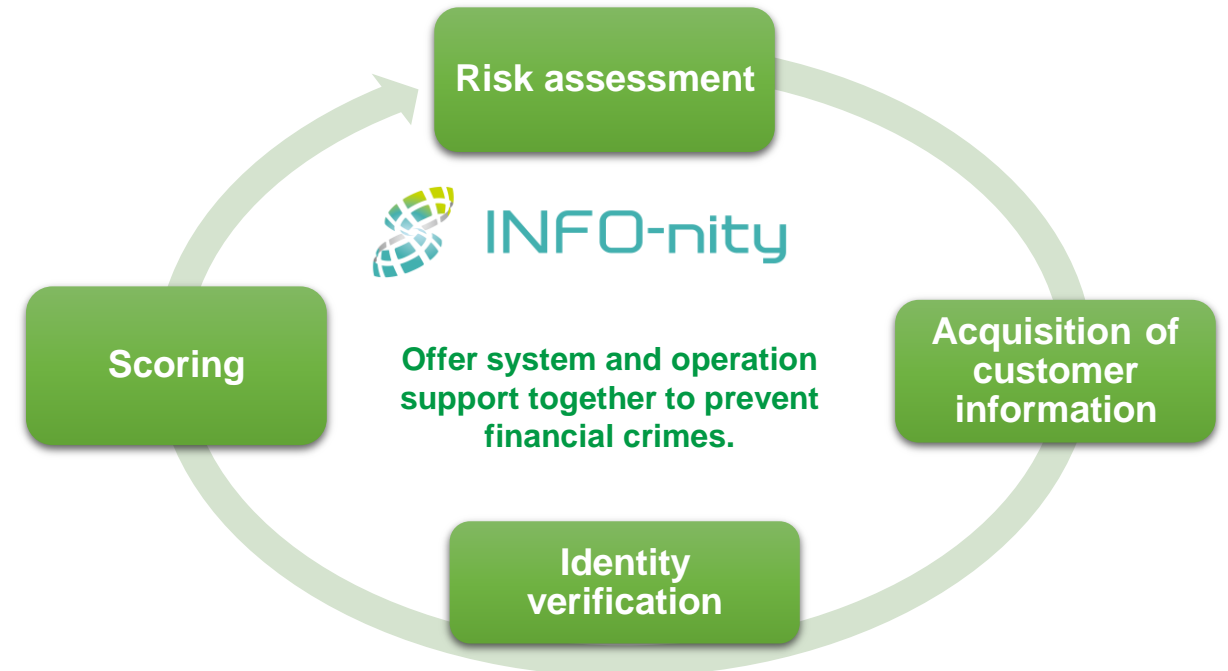 Risk assessment
INFO-nity
Scoring
Acquisition of
customer
information
Offer system and operation
support together to prevent
financial crimes.
Identity
verification